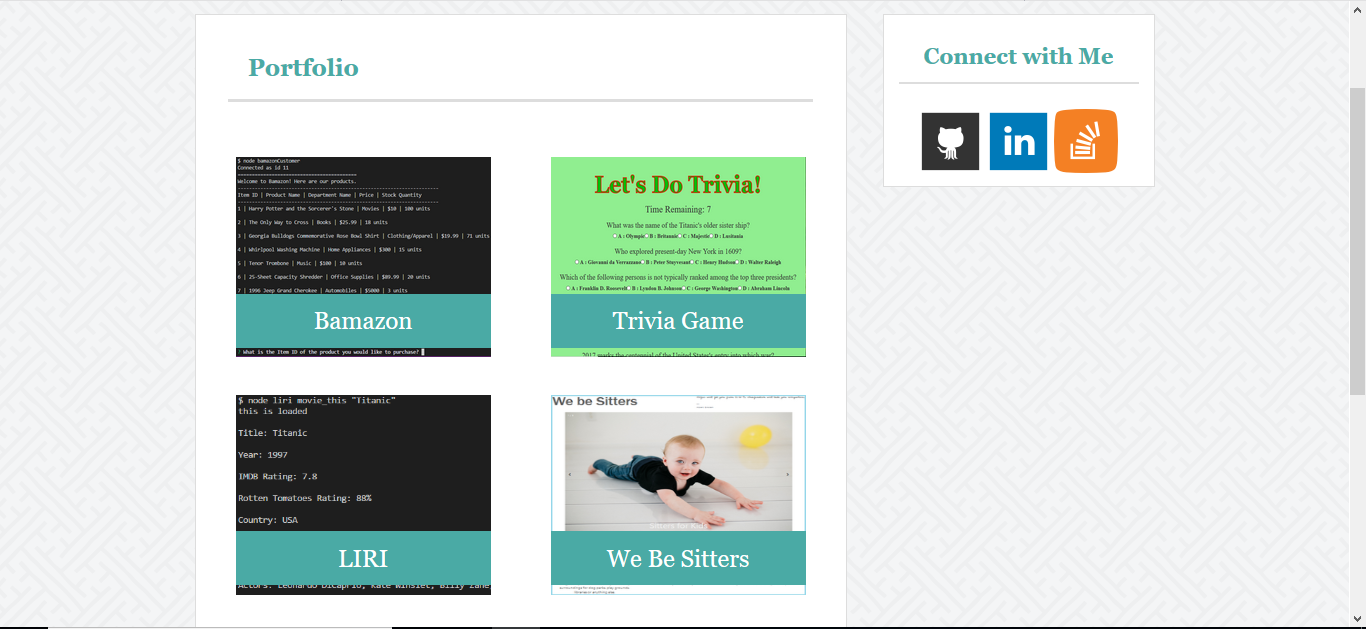 Portfolio
$ node bamazonCustomer
Connected as id 11
Welcome to Bamazon! Here are our products.
Item ID | Product Name | Department Name | Price | Stock Quantity
1 | Harry Potter and the Sorcerer's Stone | Movies | $10 | 100 units
2 | The Only Way to Cross | Books | $25.99 | 18 units
3 | Georgia Bulldogs Commemorative Rose Bowl Shirt | Clothing/Apparel | $19.99 | 71 units
4 | Whirlpool Washing Machine | Home Appliances | $300 | 15 units
5 | Tenor Trombone | Music | $100 | 10 units
6 | 25-Sheet Capacity Shredder | Office Supplies | $89.99 | 20 units
7 | 1996 Jeep Grand Cherokee | Automobiles | $5000 | 3 units
Bamazon
? What is the Item ID of the product you would like to purchase?
Let's Do Trivia!
Time Remaining: 7
What was the name of the Titanic's older sister ship?
A : Olympic B : Britannic C : Majestic D : Lusitania
Who explored present-day New York in 1609?
A : Giovanni da Verrazzano B : Peter Stuyvesant C : Henry Hudson D : Walter Raleigh
Which of the following persons is not typically ranked among the top three presidents?
A : Franklin D. Roosevelt B : Lyndon B. Johnson C : George Washington D : Abraham Lincoln
Trivia Game
2017 marks the centennial of the United States's entry into which war?
$ node liri movie_this "Titanic"
this is loaded
Title: Titanic
Year: 1997
IMDB Rating: 7.8
Rotten Tomatoes Rating: 88%
Country: USA
LIRI
Actors: Leonardo DiCaprio, Kate Winslet, Billy Zane
We be Sitters
Sitters for Kids
We Be Sitters
Connect with Me
in